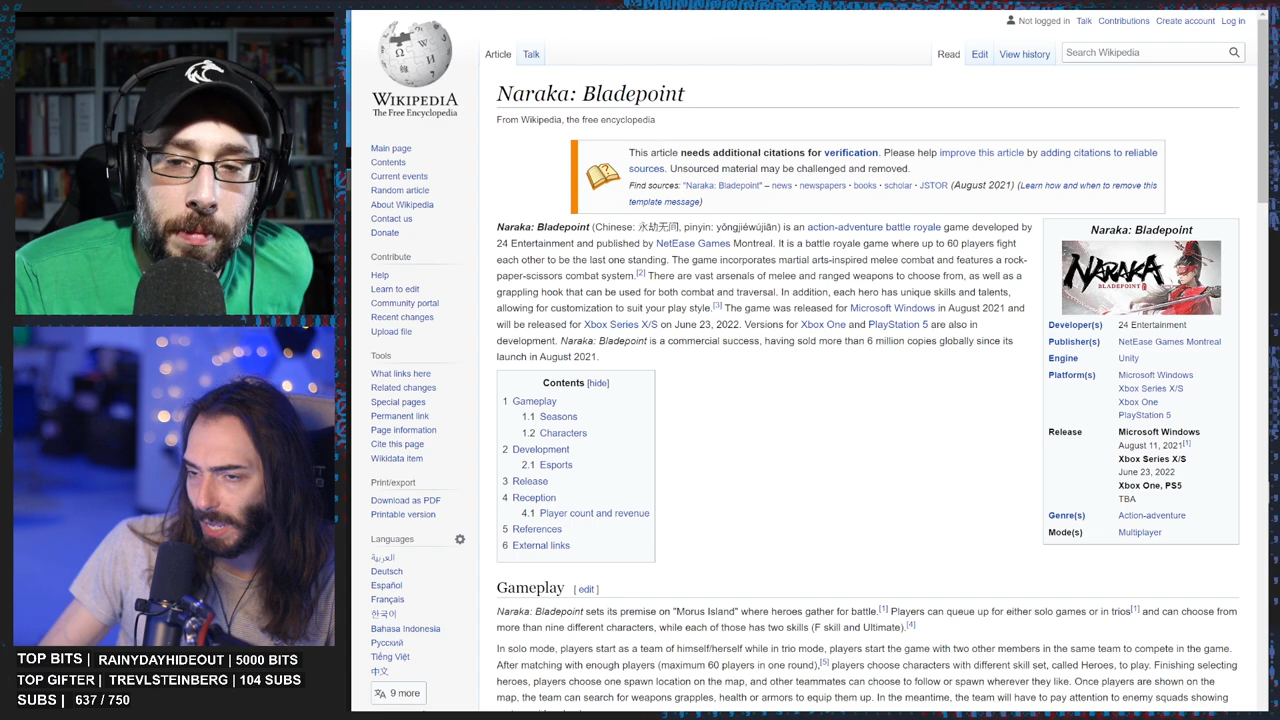 WIKIPEDIA
The Free Encyclopedia
Main page
Contents
Current events
Random article
About Wikipedia
Contact us
Donate
Contribute
Help
Learn to edit
Community portal
Recent changes
Upload file
Tools
What links here
Related changes
Special pages
Permanent link
Page information
Cite this page
Wikidata item
Print/export
Download as PDF
Printable version
Languages
العربية
Deutsch
Español
Français
한국어
Bahasa Indonesia
Русский
Tiếng Việt
中文
9 more
Not logged in Talk Contributions Create account Log in
Article Talk Read Edit View history Search Wikipedia
Naraka: Bladepoint
From Wikipedia, the free encyclopedia
This article needs additional citations for verification. Please help improve this article by adding citations to reliable
sources. Unsourced material may be challenged and removed.
Find sources: "Naraka: Bladepoint" – news · newspapers · books · scholar · JSTOR (August 2021) (Learn how and when to remove this
template message)
Naraka: Bladepoint (Chinese: 永劫无间, pinyin: yǒngjiéwújiān) is an action-adventure battle royale game developed by
24 Entertainment and published by NetEase Games Montreal. It is a battle royale game where up to 60 players fight
each other to be the last one standing. The game incorporates martial arts-inspired melee combat and features a rock-
paper-scissors combat system.[2] There are vast arsenals of melee and ranged weapons to choose from, as well as a
grappling hook that can be used for both combat and traversal. In addition, each hero has unique skills and talents,
allowing for customization to suit your play style.[3] The game was released for Microsoft Windows in August 2021 and
will be released for Xbox Series X/S on June 23, 2022. Versions for Xbox One and PlayStation 5 are also in
development. Naraka: Bladepoint is a commercial success, having sold more than 6 million copies globally since its
launch in August 2021.
Naraka: Bladepoint
NARAKA
BLADEPOINT
Developer(s) 24 Entertainment
Publisher(s) NetEase Games Montreal
Engine Unity
Platform(s) Microsoft Windows
Xbox Series X/S
Xbox One
PlayStation 5
Release Microsoft Windows
August 11, 2021[1]
Xbox Series X/S
June 23, 2022
Xbox One, PS5
TBA
Genre(s) Action-adventure
Mode(s) Multiplayer
Contents [hide]
1 Gameplay
1.1 Seasons
1.2 Characters
2 Development
2.1 Esports
3 Release
4 Reception
4.1 Player count and revenue
5 References
6 External links
Gameplay [ edit ]
Naraka: Bladepoint sets its premise on "Morus Island" where heroes gather for battle.[1] Players can queue up for either solo games or in trios[1] and can choose from
more than nine different characters, while each of those has two skills (F skill and Ultimate).[4]
In solo mode, players start as a team of himself/herself while in trio mode, players start the game with two other members in the same team to compete in the game.
After matching with enough players (maximum 60 players in one round),[5] players choose characters with different skill set, called Heroes, to play. Finishing selecting
heroes, players choose one spawn location on the map, and other teammates can choose to follow or spawn wherever they like. Once players are shown on the
map, the team can search for weapons grapples, health or armors to equip them up. In the meantime, the team will have to pay attention to enemy squads showing
TOP BITS | RAINYDAYHIDEOUT | 5000 BITS
TOP GIFTER | TREVLSTEINBERG | 104 SUBS
SUBS | 637 / 750